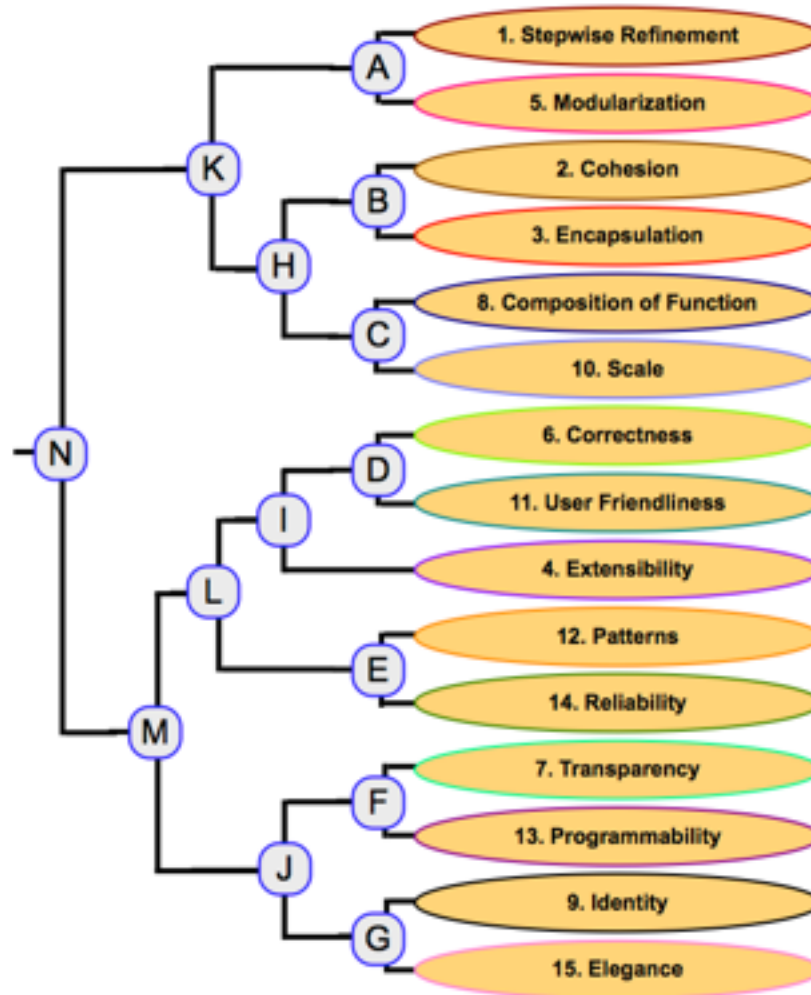 1. Stepwise Refinement
A
5. Modularization
K
2. Cohesion
B
3. Encapsulation
H
8. Composition of Function
C
10. Scale
6. Correctness
N
D
11. User Friendliness
I
4. Extensibility
L
12. Patterns
E
14. Reliability
M
7. Transparency
F
13. Programmability
J
9. Identity
G
15. Elegance